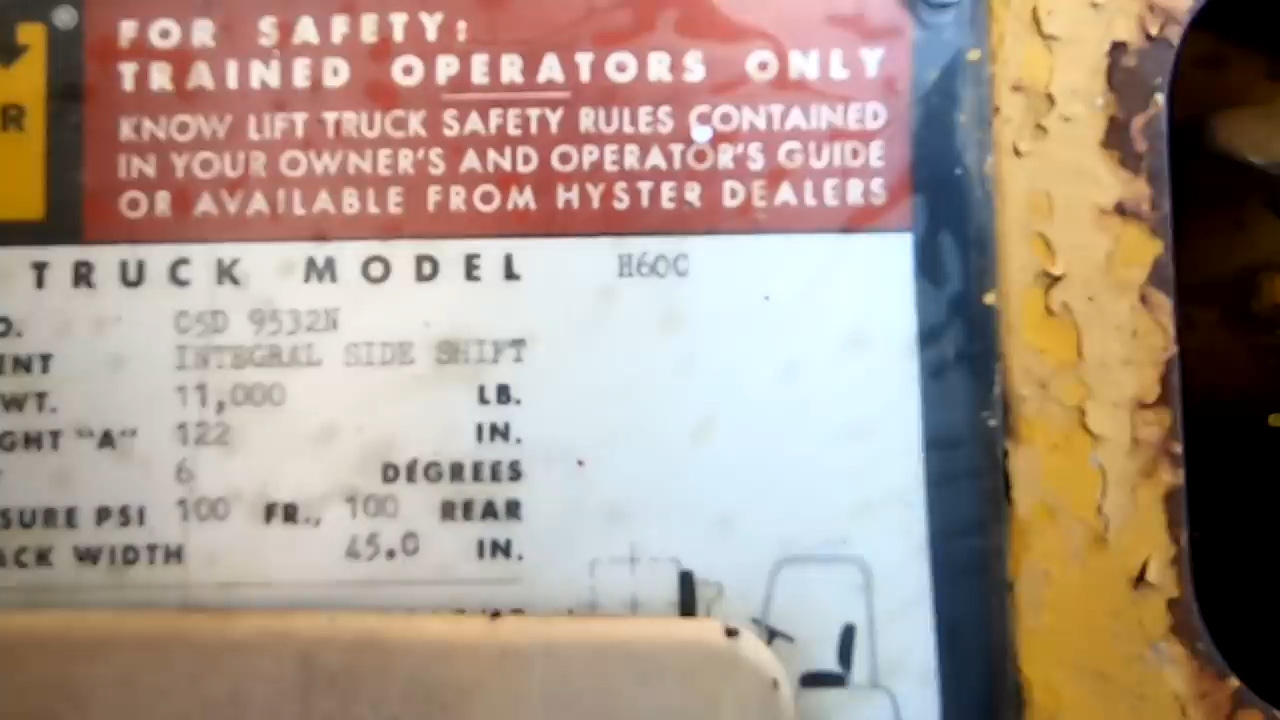 FOR SAFETY:
TRAINED OPERATORS ONLY
KNOW LIFT TRUCK SAFETY RULES CONTAINED
IN YOUR OWNER'S AND OPERATOR'S GUIDE
OR AVAILABLE FROM HYSTER DEALERS
R
TRUCK MODEL H60C
O. C5D 9532N
ENT INTEGRAL SIDE SHIFT
WT. 11,000 LB.
GHT "A" 122 IN.
6 DEGREES
SURE PSI 100 FR., 100 REAR
ACK WIDTH 45.0 IN.